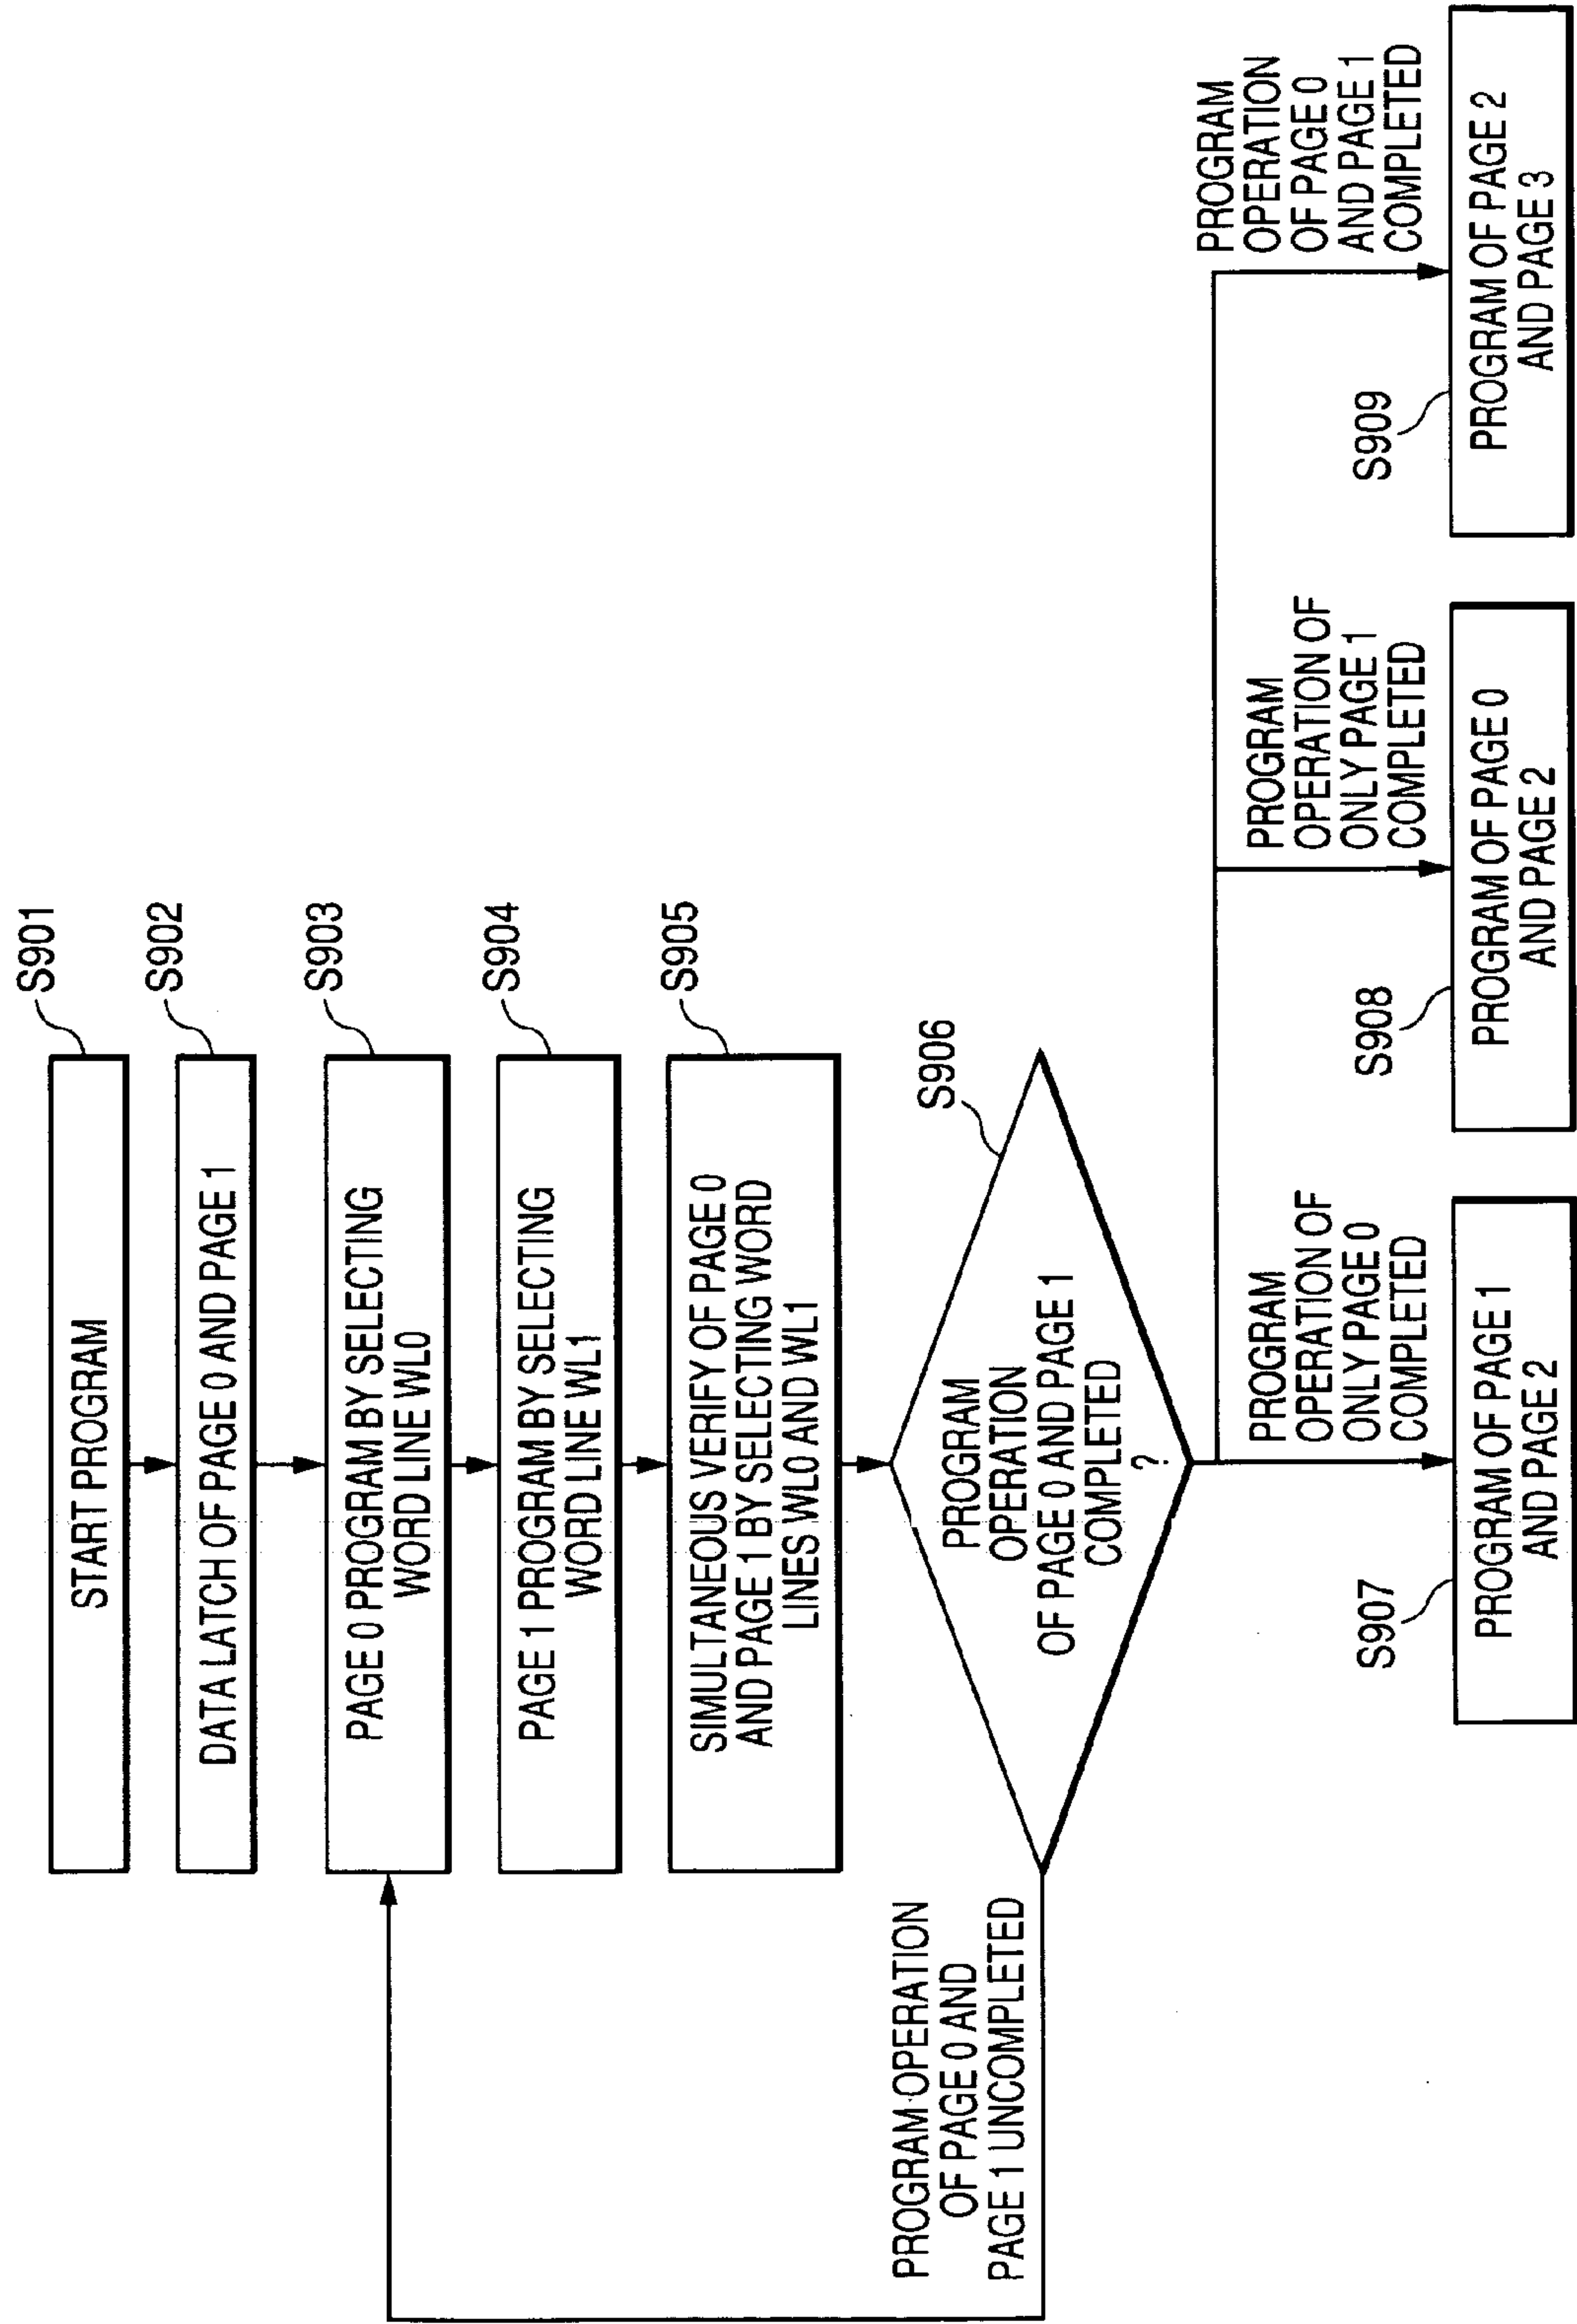 S901
START PROGRAM
S902
DATA LATCH OF PAGE 0 AND PAGE 1
S903
PAGE 0 PROGRAM BY SELECTING
WORD LINE WL0
S904
PAGE 1 PROGRAM BY SELECTING
WORD LINE WL1
S905
SIMULTANEOUS VERIFY OF PAGE 0
AND PAGE 1 BY SELECTING WORD
LINES WL0 AND WL1
S906
PROGRAM
OPERATION
OF PAGE 0 AND PAGE 1
COMPLETED
?
PROGRAM OPERATION
OF PAGE 0 AND
PAGE 1 UNCOMPLETED
PROGRAM
OPERATION OF
ONLY PAGE 0
COMPLETED
S907
PROGRAM OF PAGE 1
AND PAGE 2
PROGRAM
OPERATION OF
ONLY PAGE 1
COMPLETED
S908
PROGRAM OF PAGE 0
AND PAGE 2
PROGRAM
OPERATION
OF PAGE 0
AND PAGE 1
COMPLETED
S909
PROGRAM OF PAGE 2
AND PAGE 3